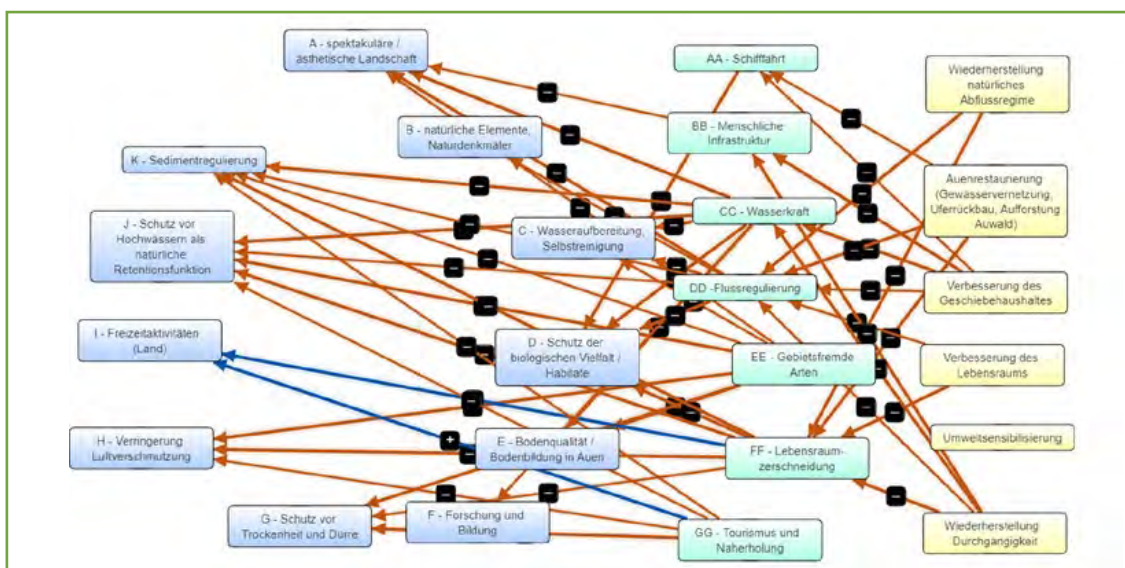 A - spektakuläre /
ästhetische Landschaft
B - natürliche Elemente,
Naturdenkmäler
K - Sedimentregulierung
J - Schutz vor
Hochwässern als
natürliche
Retentionsfunktion
C - Wasseraufbereitung,
Selbstreinigung
I - Freizeitaktivitäten
(Land)
D - Schutz der
biologischen Vielfalt /
Habitate
H - Verringerung
Luftverschmutzung
E - Bodenqualität /
Bodenbildung in Auen
G - Schutz vor
Trockenheit und Dürre
F - Forschung und
Bildung
AA - Schifffahrt
BB - Menschliche
Infrastruktur
CC - Wasserkraft
DD -Flussregulierung
EE - Gebietsfremde
Arten
FF - Lebensraum-
zerschneidung
GG - Tourismus und
Naherholung
Wiederherstellung
natürliches
Abflussregime
Auenrestaurierung
(Gewässervernetzung,
Uferrückbau, Aufforstung
Auwald)
Verbesserung des
Geschiebehaushaltes
Verbesserung des
Lebensraums
Umweltsensibilisierung
Wiederherstellung
Durchgängigkeit